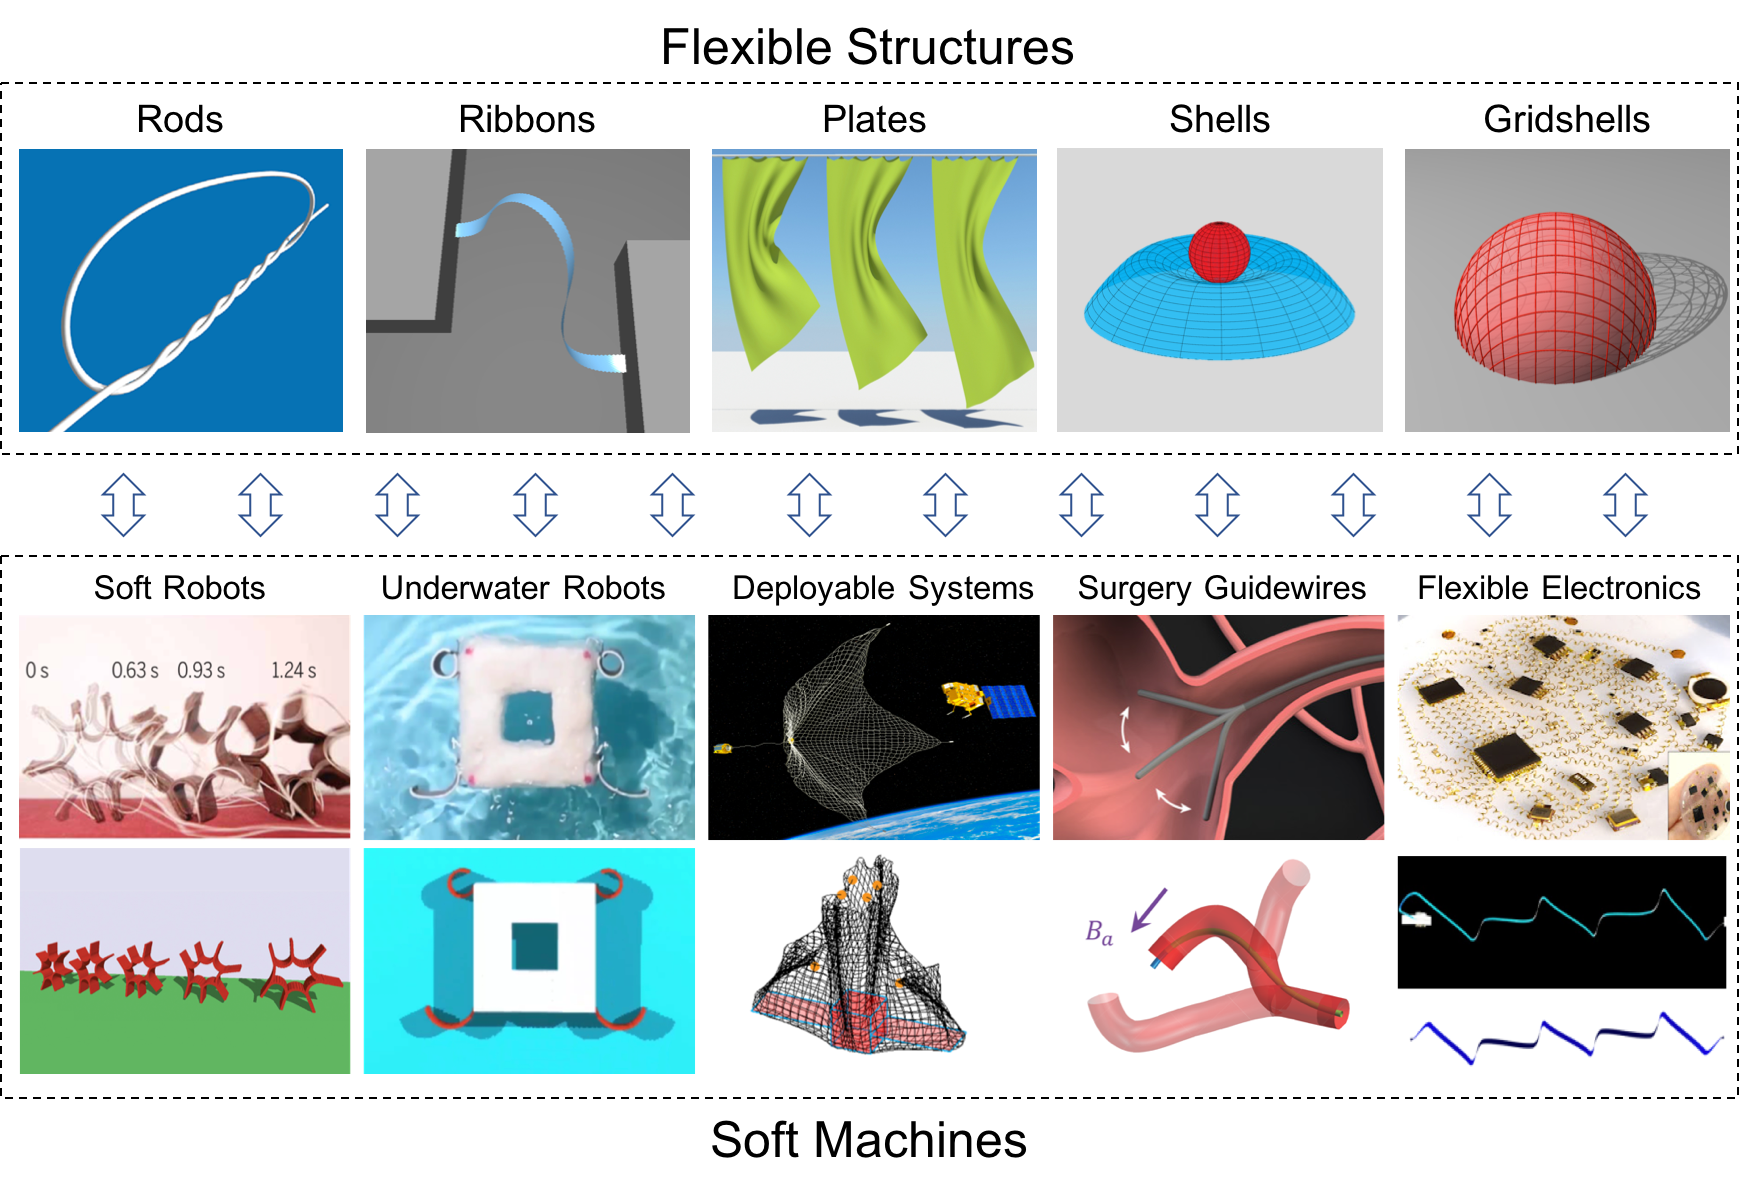 Flexible Structures
Rods Ribbons Plates Shells Gridshells
Soft Robots Underwater Robots Deployable Systems Surgery Guidewires Flexible Electronics
0 s 0.63 s 0.93 s 1.24 s
Bₐ
Soft Machines